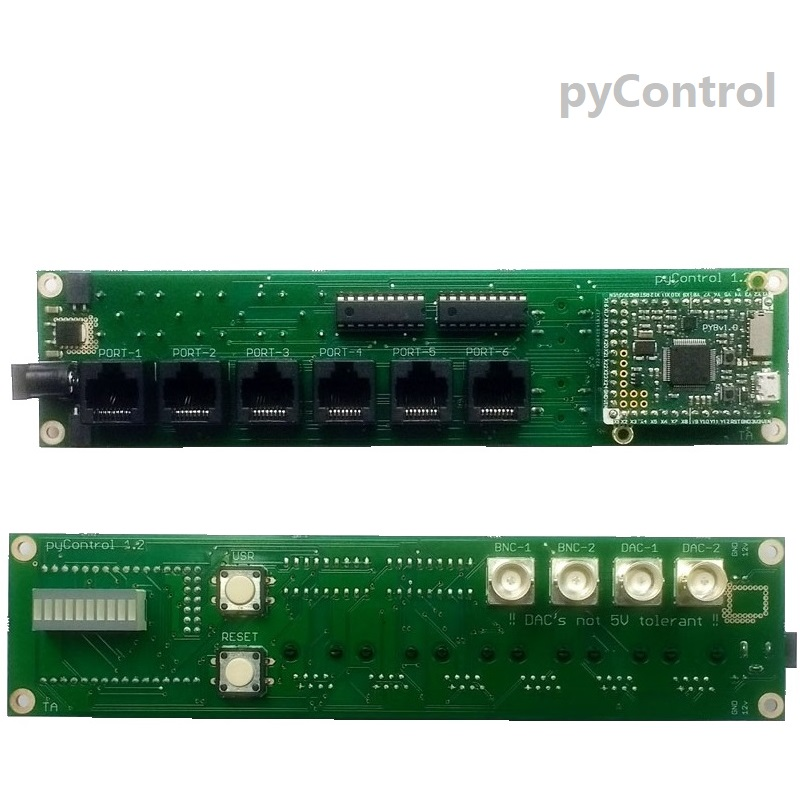 pyControl
pyControl 1.
PORT-1 PORT-2 PORT-3 PORT-4 PORT-5 PORT-6
PYBv1.0
TA
pyControl 1.2
USR
BNC-1 BNC-2 DAC-1 DAC-2
GND
12v
!! DAC's not 5V tolerant !!
RESET
TA
GND
12v